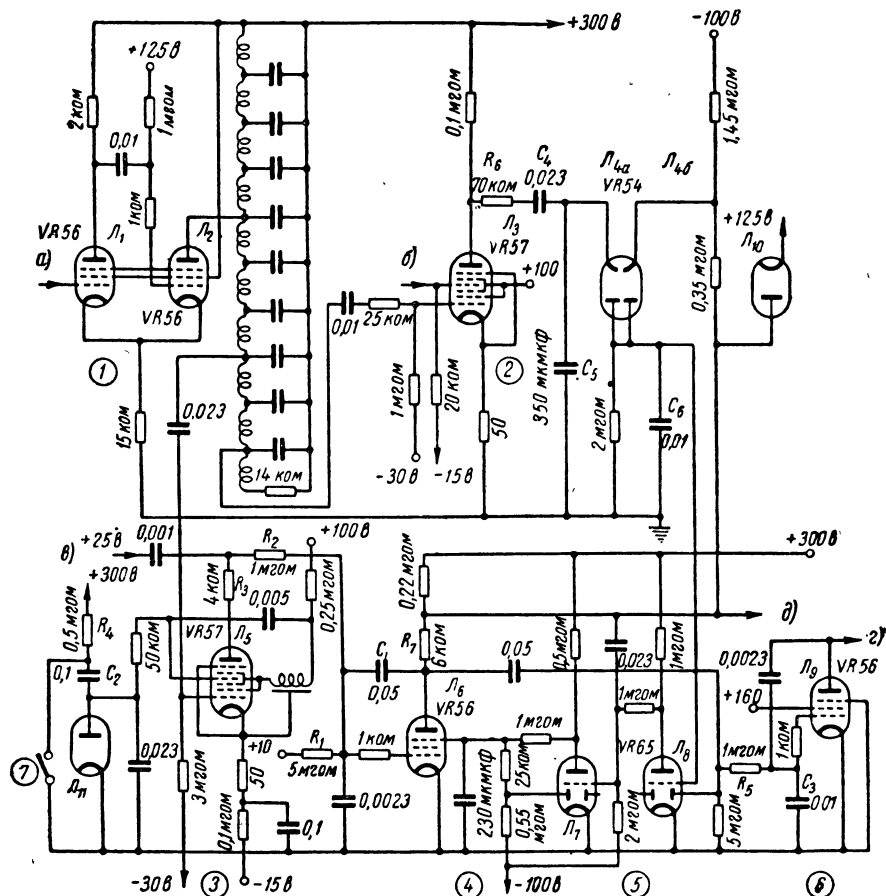 +300 в
-100 в
+125 в
2 ком
1 мгом
0,01
1 ком
VR56
Л₁
Л₂
а)
VR56
①
15 ком
0,023
14 ком
0,1 мгом
R₆
70 ком
C₄
0,023
Л₃
VR57
б)
+100
0,01
25 ком
②
1 мгом
20 ком
50
-30 в
-15 в
350 мкмкф
C₅
Л₄а
VR54
Л₄б
2 мгом
C₆
0,01
1,45 мгом
0,35 мгом
+125 в
Л₁₀
в)
+25 в
0,001
R₂
1 мгом
+100 в
+300 в
0,5 мгом
R₄
4 ком
R₃
0,005
0,25 мгом
50 ком
VR57
Л₅
0,1
C₂
⑦
Л₁₁
0,023
3 мгом
-30 в
③
+10
50
0,1 мгом
0,1
-15 в
R₁
5 мгом
C₁
0,05
1 ком
0,0023
0,22 мгом
R₇
6 ком
Л₆
VR56
0,05
0,5 мгом
0,023
1 мгом
+300 в
д)
1 мгом
1 мгом
25 ком
230 мкмкф
0,55 мгом
Л₇
VR65
Л₈
2 мгом
④
-100 в
⑤
0,0023
Л₉
VR56
г)
+160
1 мгом
R₅
1 ком
C₃
001
5 мгом
⑥